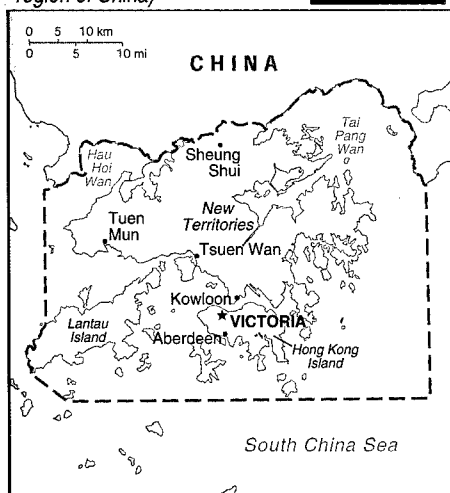 region of China)
0 5 10 km
0 5 10 mi
CHINA
Tai
Pang
Wan
Hau
Hoi
Wan
Sheung
Shui
New
Territories
Tuen
Mun
Tsuen Wan
Kowloon
VICTORIA
Lantau
Island
Aberdeen
Hong Kong
Island
South China Sea